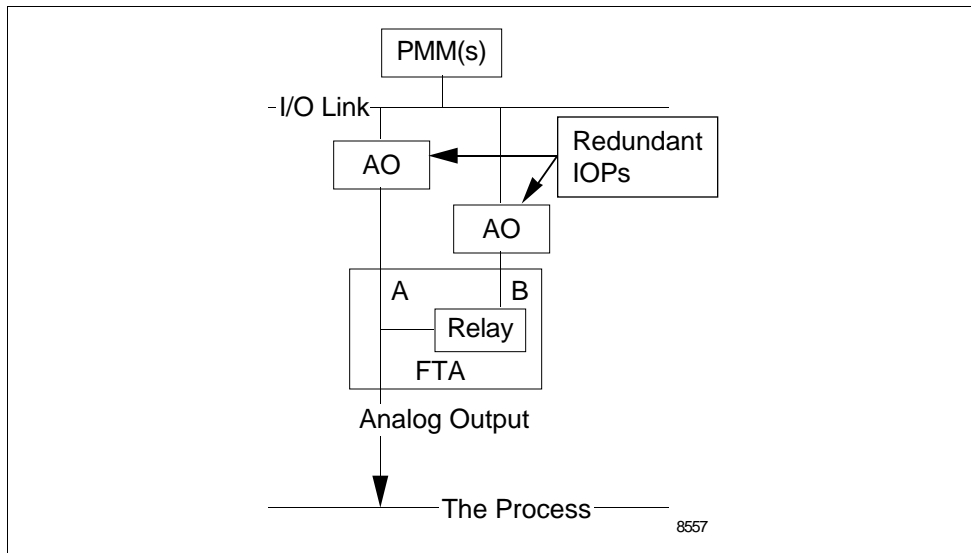 PMM(s)
I/O Link
AO
Redundant
IOPs
AO
A
B
Relay
FTA
Analog Output
The Process
8557